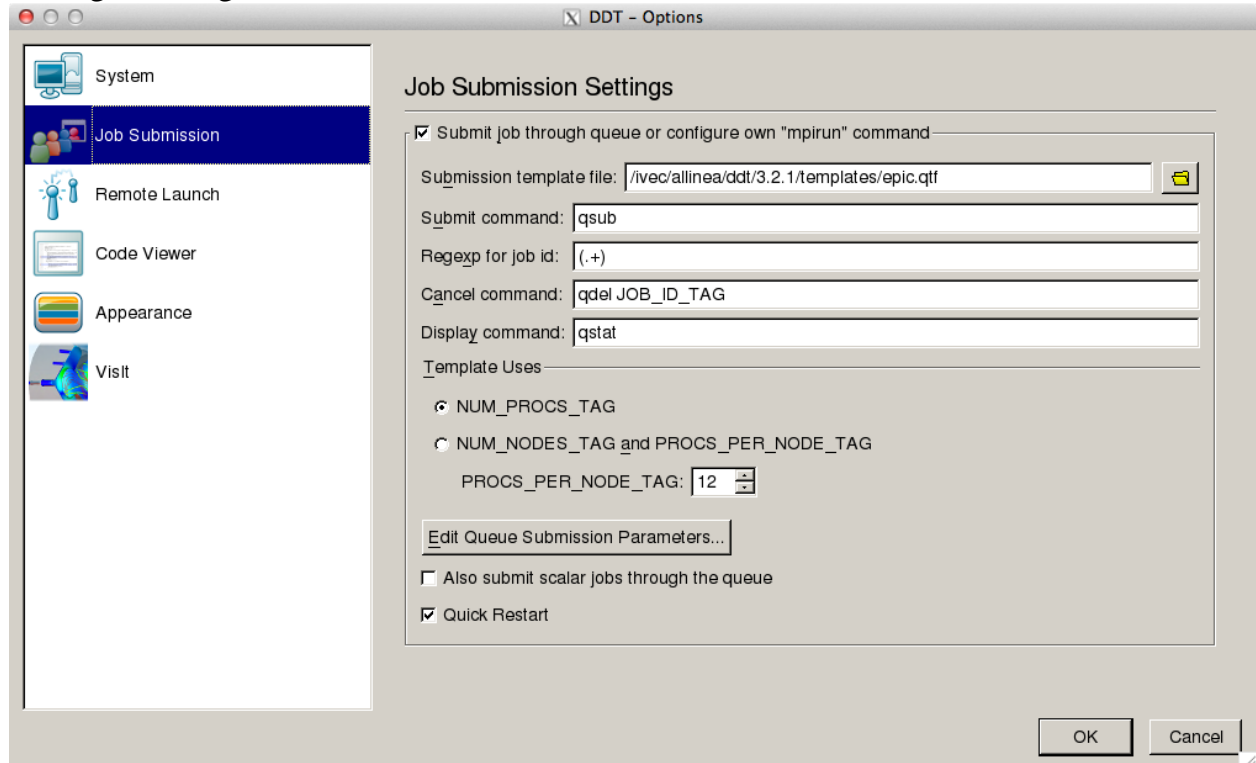 DDT - Options
System
Job Submission
Remote Launch
Code Viewer
Appearance
VisIt
Job Submission Settings
Submit job through queue or configure own "mpirun" command
Submission template file: /ivec/allinea/ddt/3.2.1/templates/epic.qtf
Submit command: qsub
Regexp for job id: (.+)
Cancel command: qdel JOB_ID_TAG
Display command: qstat
Template Uses
NUM_PROCS_TAG
NUM_NODES_TAG and PROCS_PER_NODE_TAG
PROCS_PER_NODE_TAG: 12
Edit Queue Submission Parameters...
Also submit scalar jobs through the queue
Quick Restart
OK Cancel